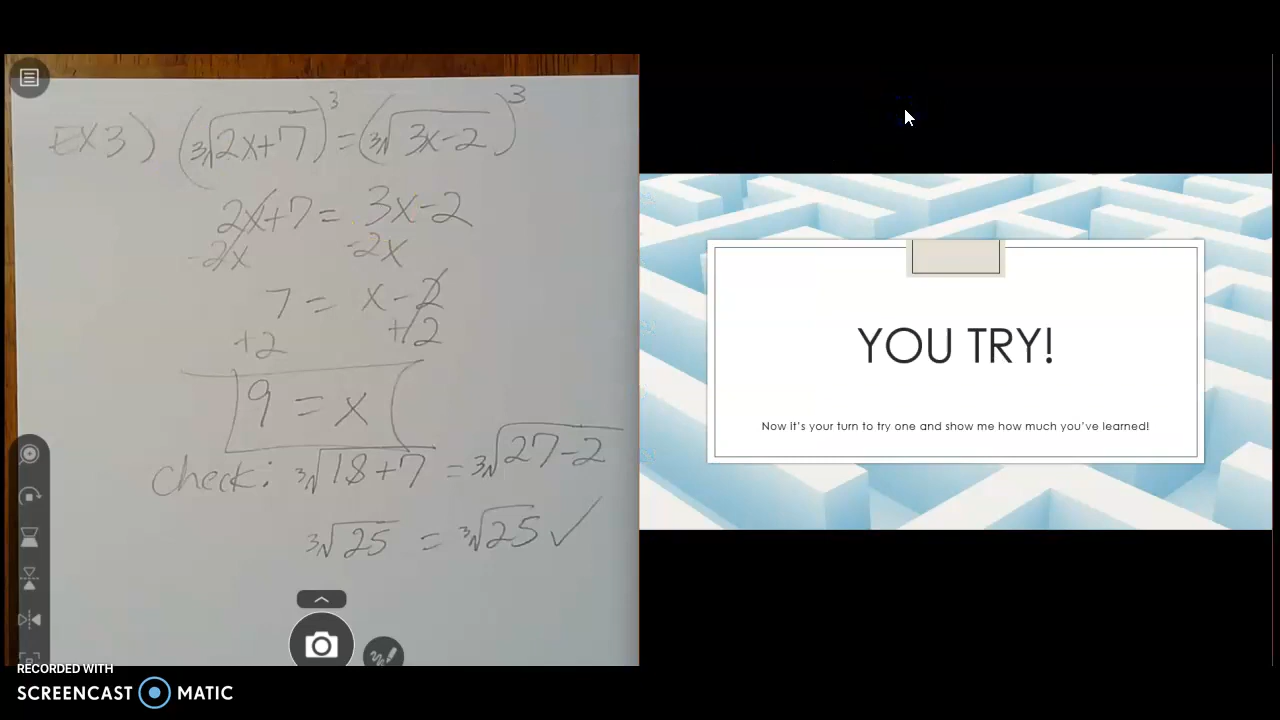 EX 3) (∛2x+7)³ = (∛3x-2)³
2x+7 = 3x-2
-2x -2x
7 = x-2
+2 +2
9 = x
check: ∛18+7 = ∛27-2
∛25 = ∛25 ✓
YOU TRY!
Now it's your turn to try one and show me how much you've learned!
RECORDED WITH
SCREENCAST MATIC